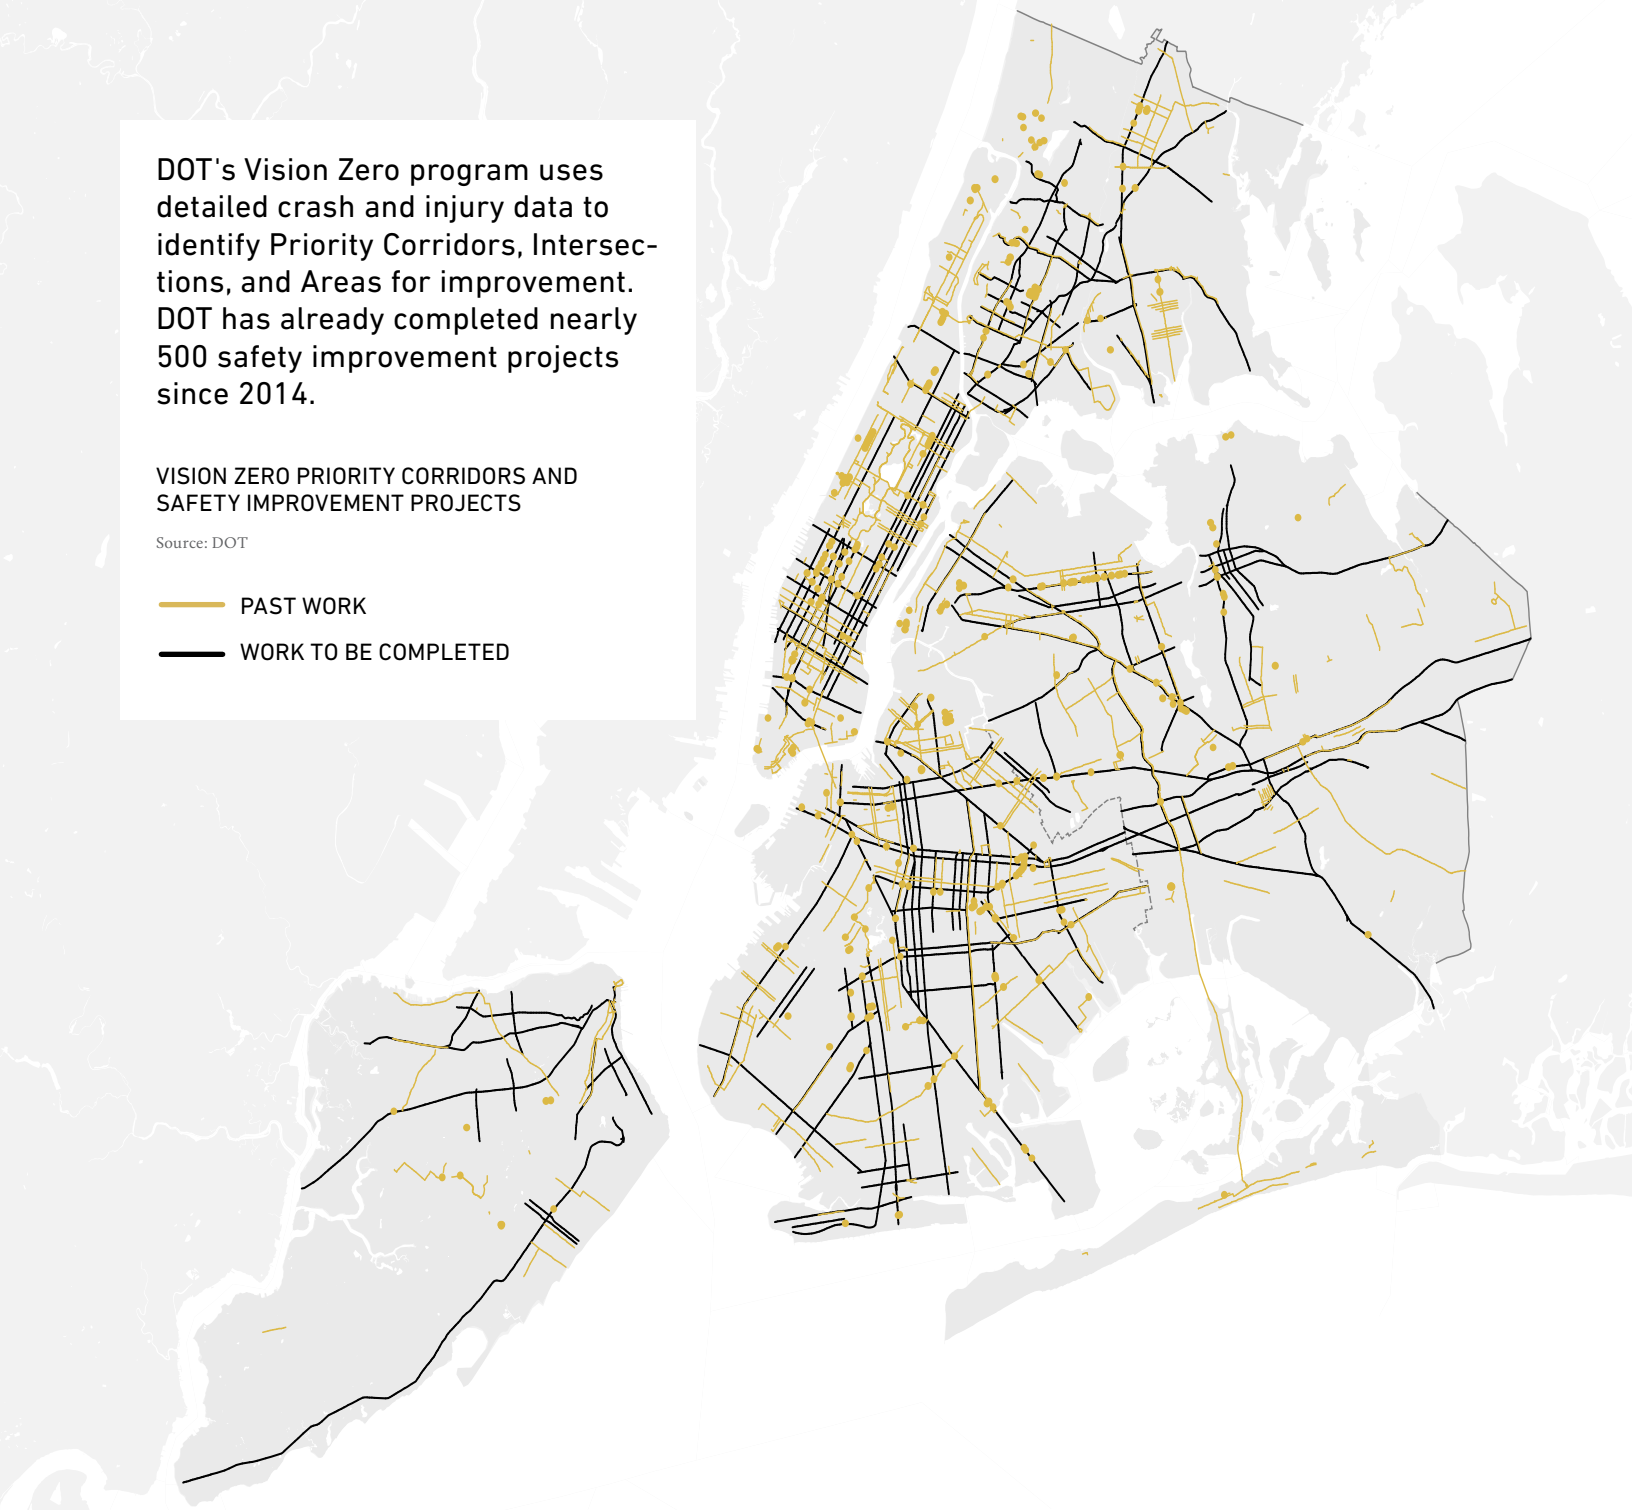 DOT's Vision Zero program uses
detailed crash and injury data to
identify Priority Corridors, Intersec-
tions, and Areas for improvement.
DOT has already completed nearly
500 safety improvement projects
since 2014.
VISION ZERO PRIORITY CORRIDORS AND
SAFETY IMPROVEMENT PROJECTS
Source: DOT
PAST WORK
WORK TO BE COMPLETED